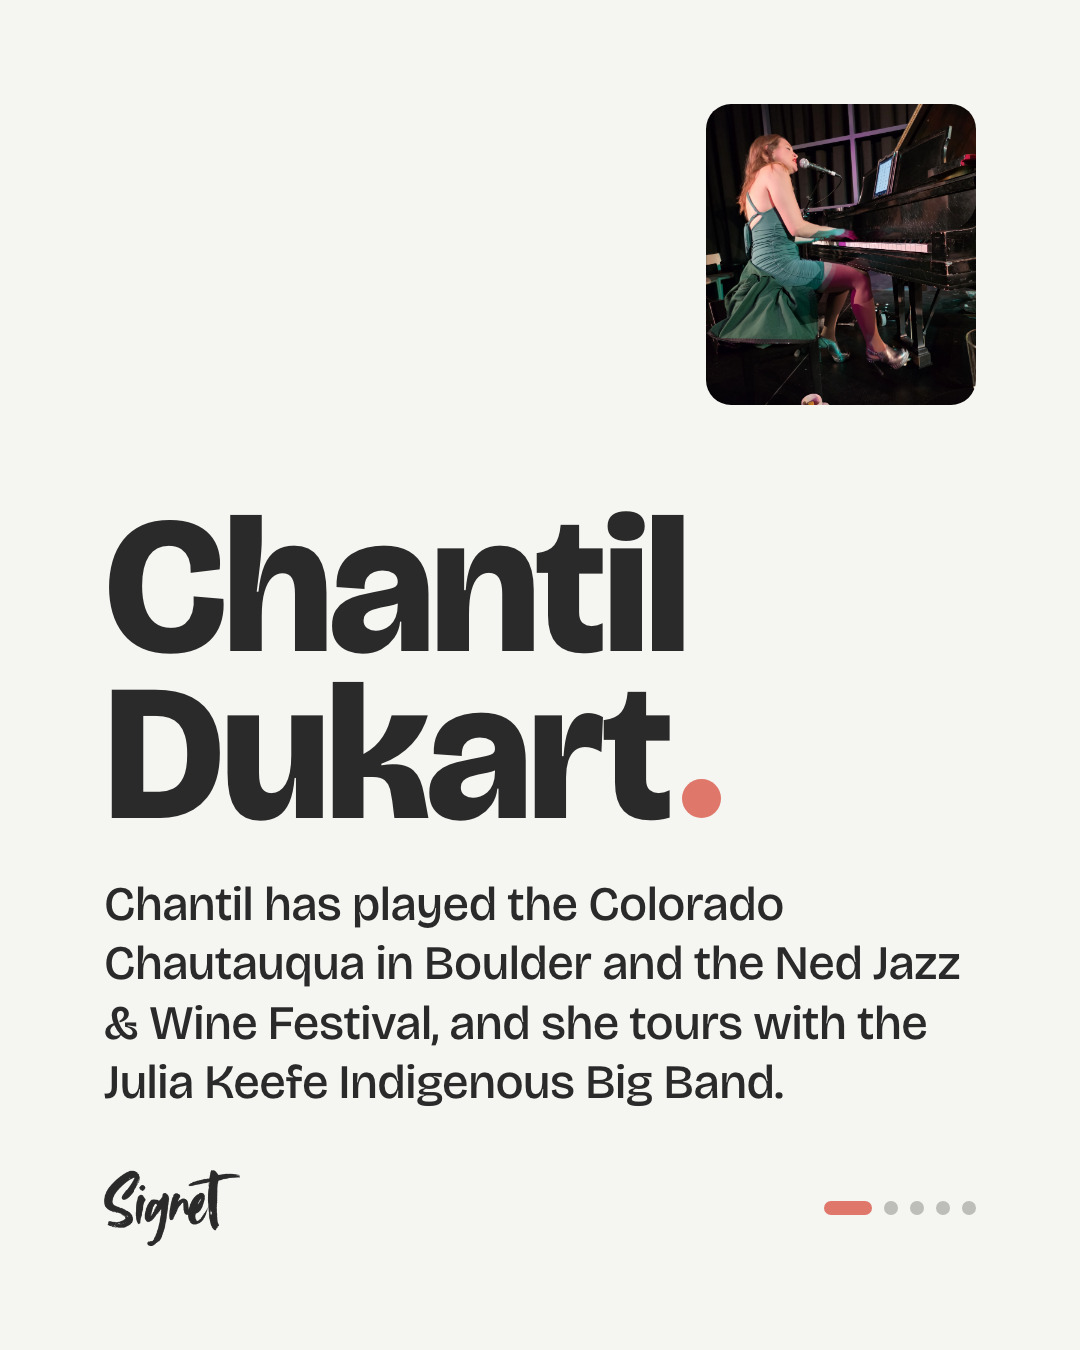 Chantil
Dukart.
Chantil has played the Colorado
Chautauqua in Boulder and the Ned Jazz
& Wine Festival, and she tours with the
Julia Keefe Indigenous Big Band.
Signet